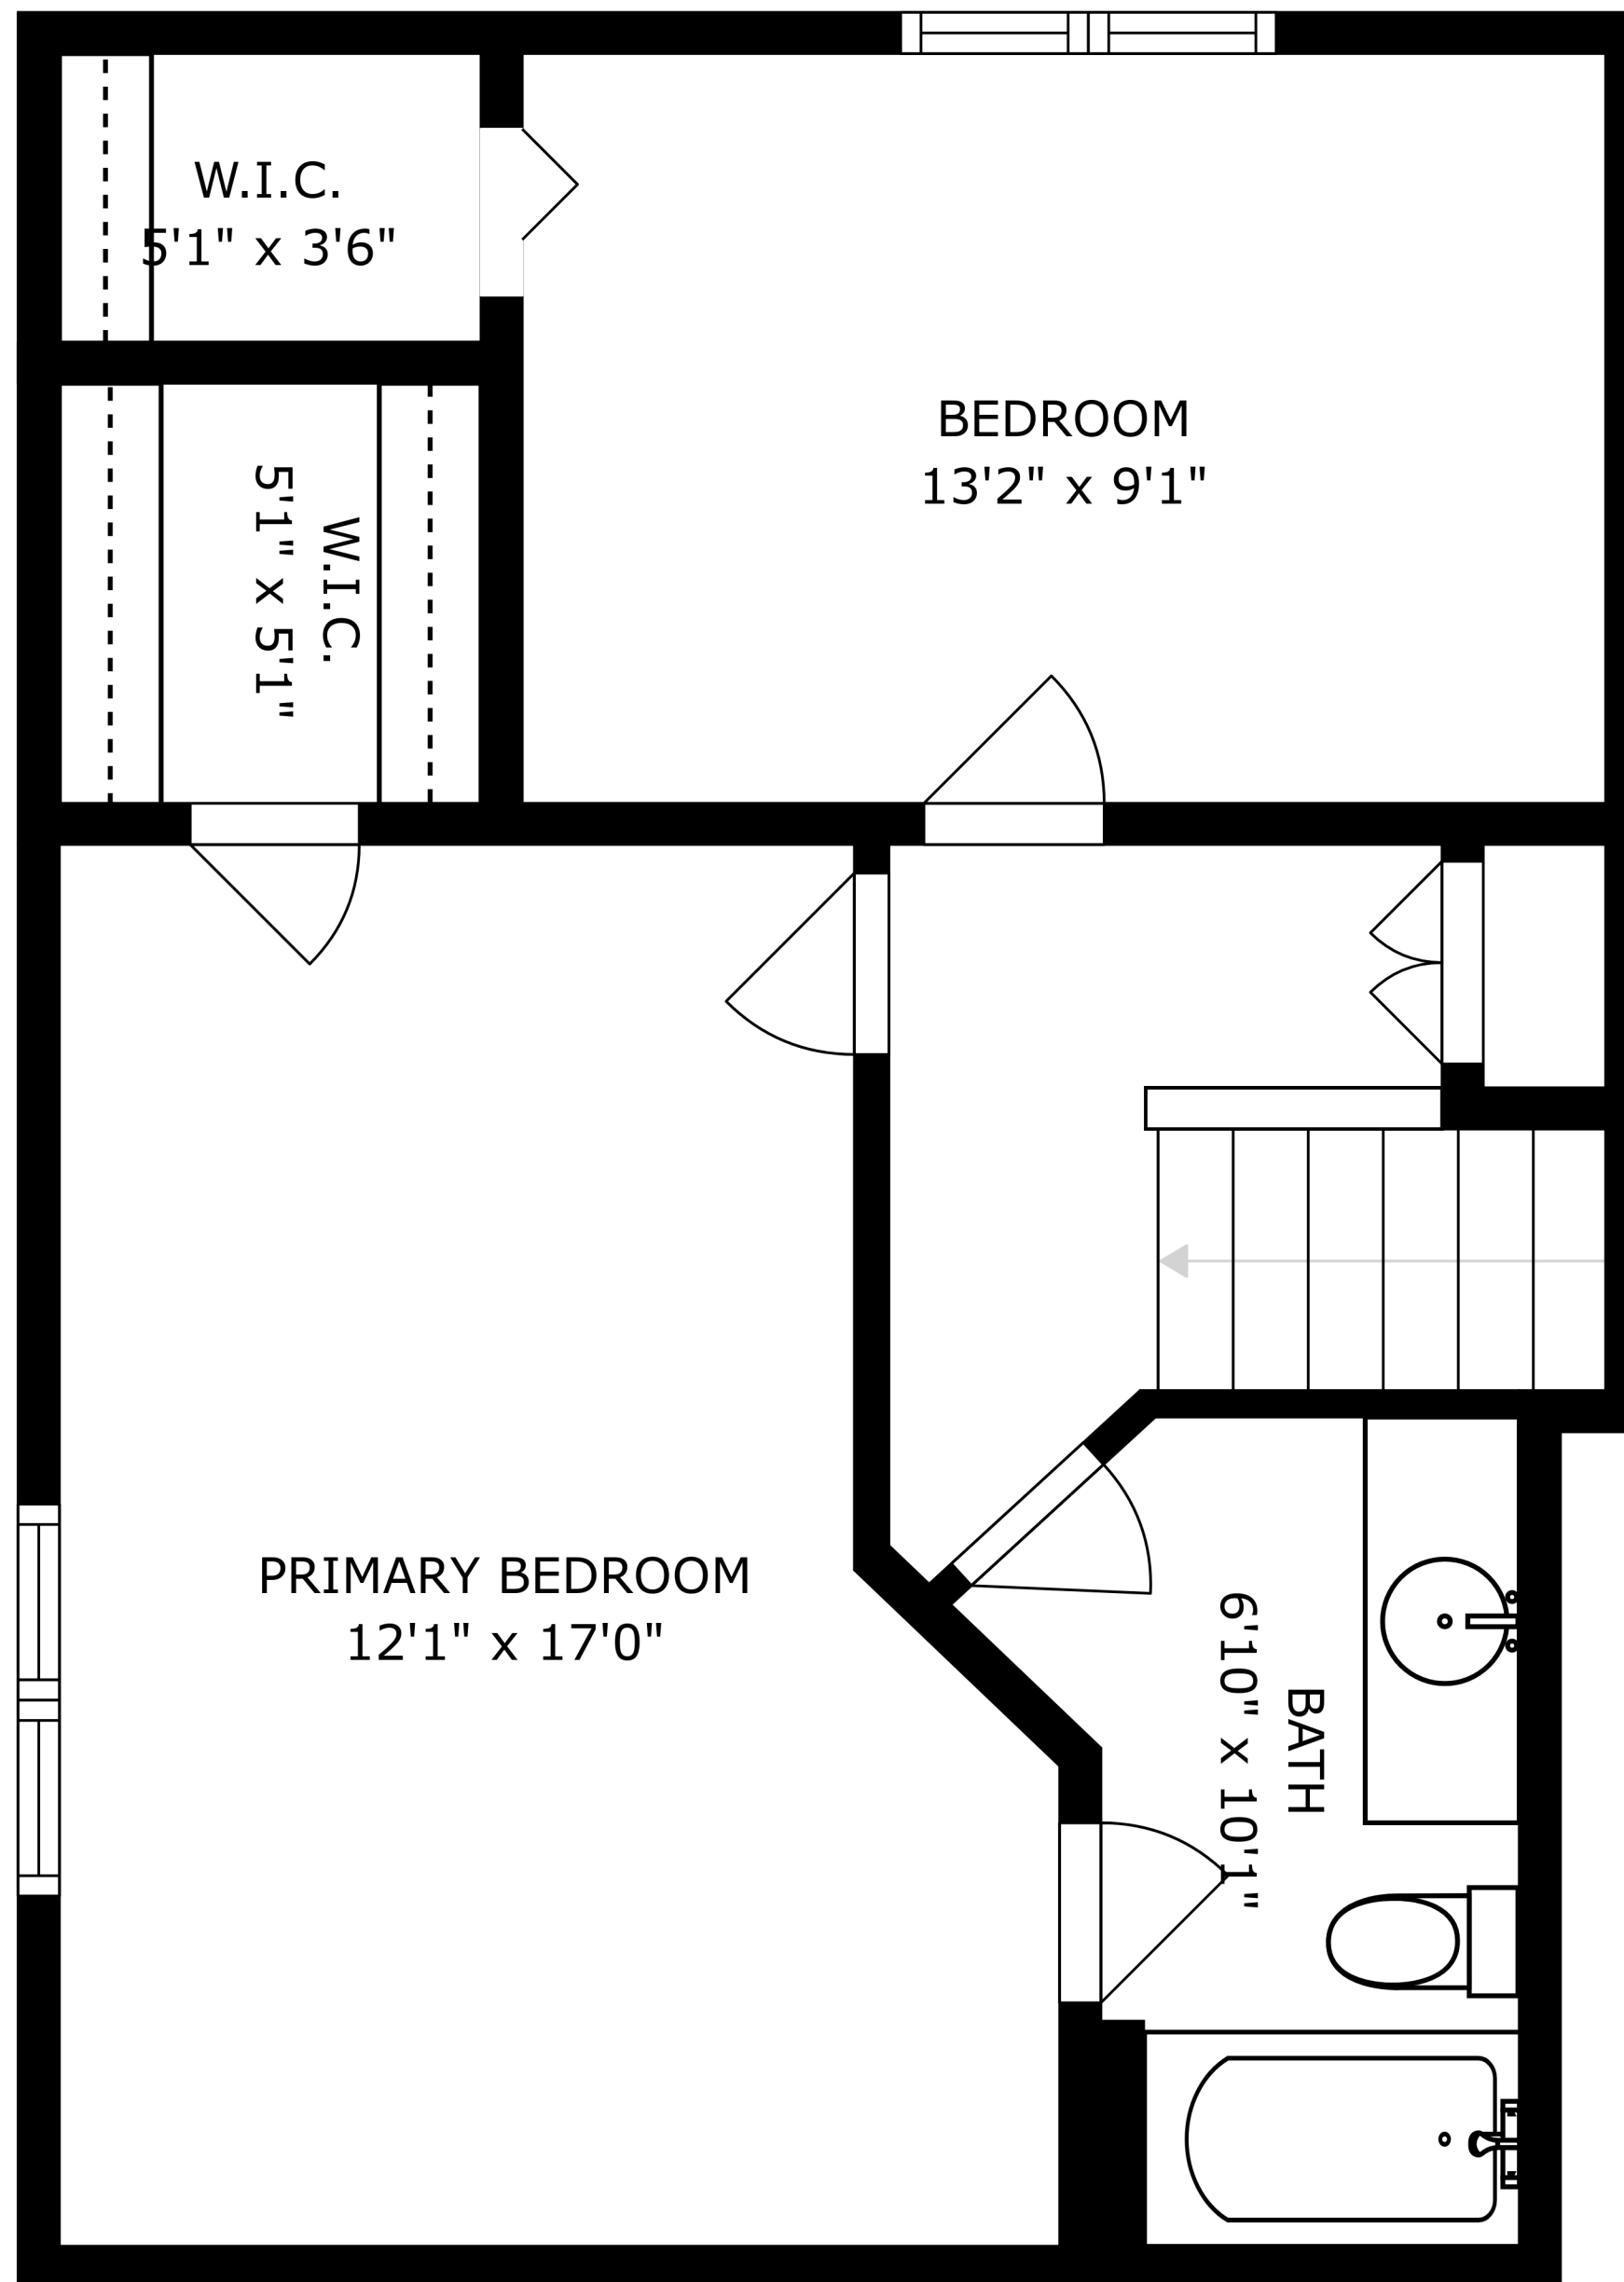 W.I.C.
5'1" x 3'6"
BEDROOM
13'2" x 9'1"
W.I.C.
5'1" x 5'1"
PRIMARY BEDROOM
12'1" x 17'0"
BATH
6'10" x 10'1"